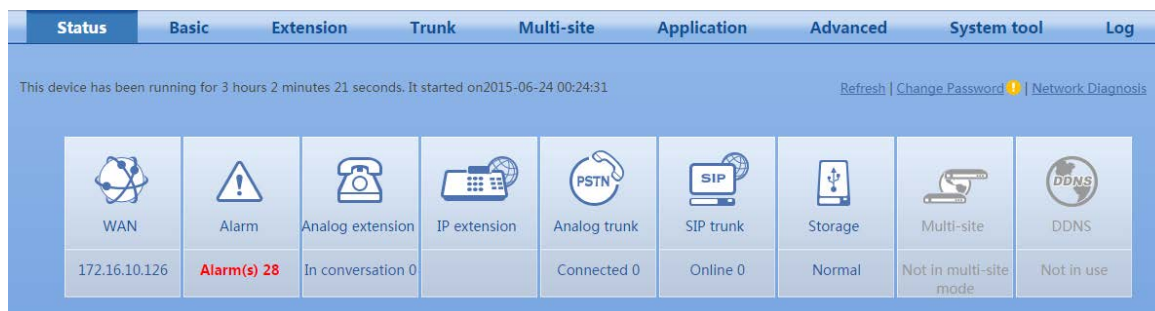 Status Basic Extension Trunk Multi-site Application Advanced System tool Log
This device has been running for 3 hours 2 minutes 21 seconds. It started on2015-06-24 00:24:31 Refresh | Change Password ! | Network Diagnosis
PSTN SIP DDNS
WAN Alarm Analog extension IP extension Analog trunk SIP trunk Storage Multi-site DDNS
172.16.10.126 Alarm(s) 28 In conversation 0 Connected 0 Online 0 Normal Not in multi-site mode Not in use